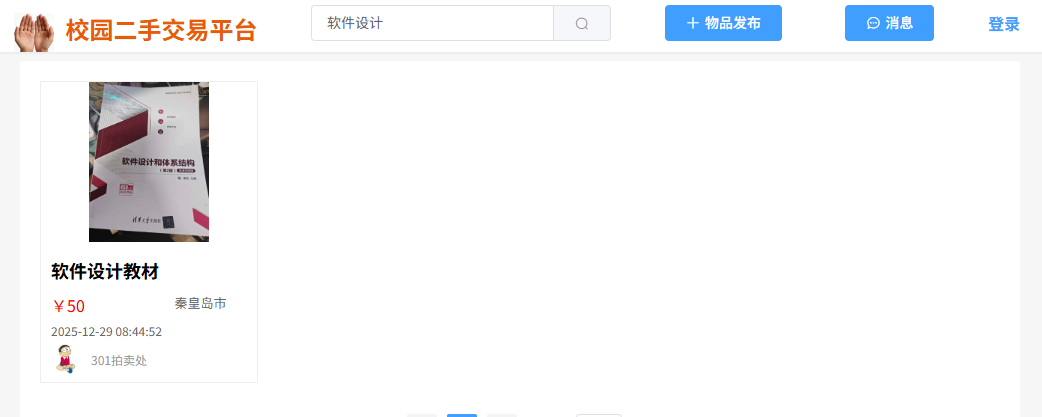 校园二手交易平台
软件设计
物品发布
消息
登录
软件设计和体系结构
软件设计教材
￥50
秦皇岛市
2025-12-29 08:44:52
301拍卖处